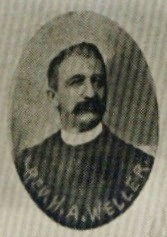 REV. H. A. WELLER.